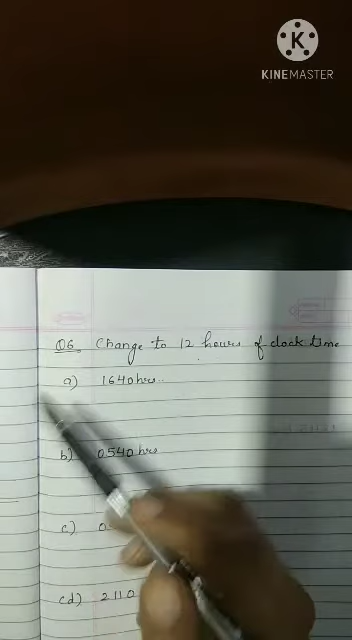 K
KINEMASTER
Q6 Change to 12 hours of clock time
a) 1640 hrs.
b) 0540 hrs
c)
d) 2110